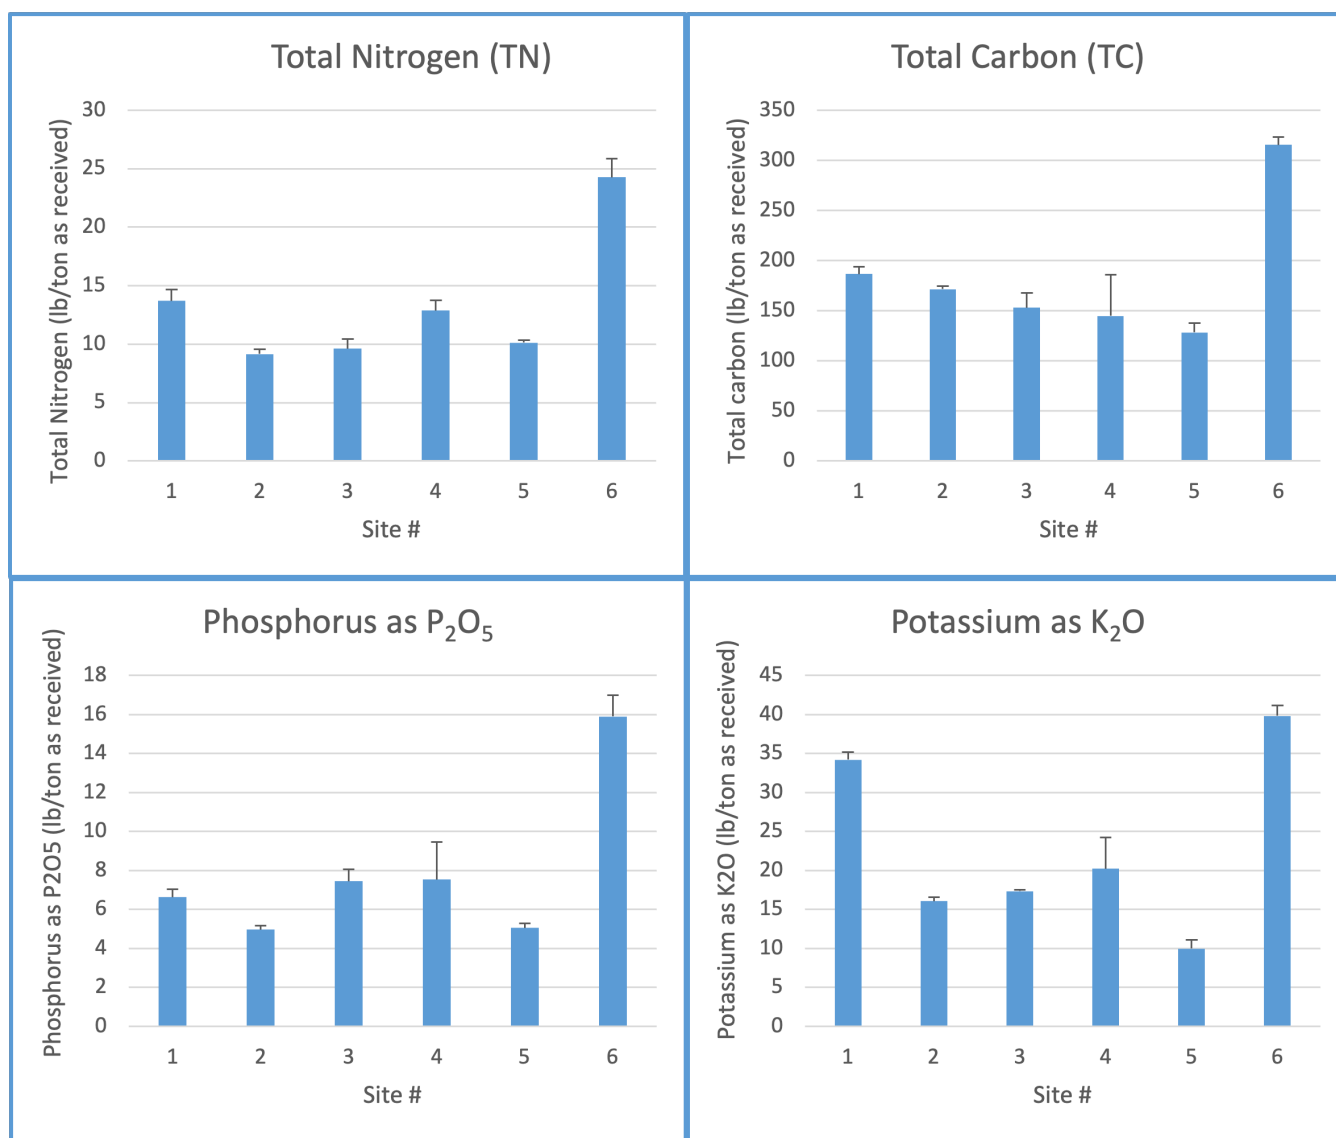 Total Nitrogen (TN)
Total Nitrogen (lb/ton as received)
30
25
20
15
10
5
0
1 2 3 4 5 6
Site #
Total Carbon (TC)
Total carbon (lb/ton as received)
350
300
250
200
150
100
50
0
1 2 3 4 5 6
Site #
Phosphorus as P₂O₅
Phosphorus as P2O5 (lb/ton as received)
18
16
14
12
10
8
6
4
2
0
1 2 3 4 5 6
Site #
Potassium as K₂O
Potassium as K2O (lb/ton as received)
45
40
35
30
25
20
15
10
5
0
1 2 3 4 5 6
Site #